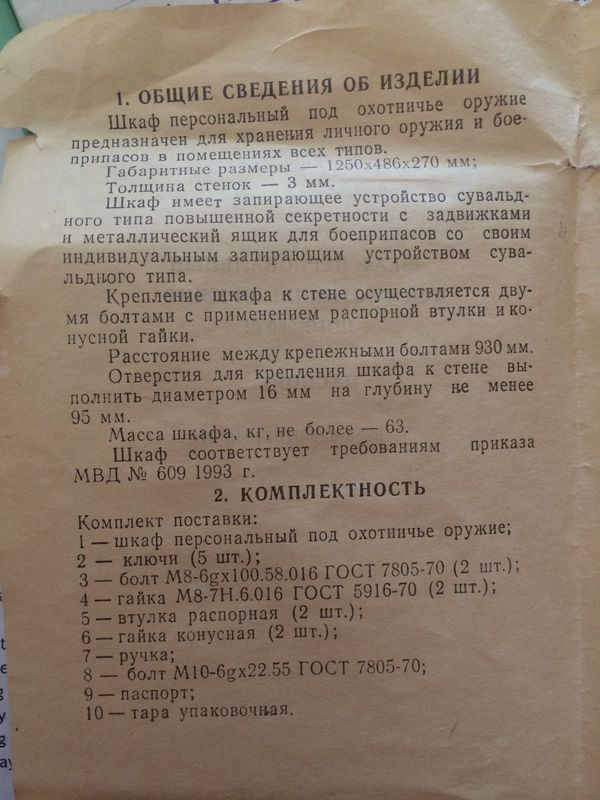 1. ОБЩИЕ СВЕДЕНИЯ ОБ ИЗДЕЛИИ
Шкаф персональный под охотничье оружие
предназначен для хранения личного оружия и бое-
припасов в помещениях всех типов.
Габаритные размеры — 1250х486х270 мм;
Толщина стенок — 3 мм.
Шкаф имеет запирающее устройство сувальд-
ного типа повышенной секретности с задвижками
и металлический ящик для боеприпасов со своим
индивидуальным запирающим устройством сува-
льдного типа.
Крепление шкафа к стене осуществляется дву-
мя болтами с применением распорной втулки и ко-
нусной гайки.
Расстояние между крепежными болтами 930 мм.
Отверстия для крепления шкафа к стене вы-
полнить диаметром 16 мм на глубину не менее
95 мм.
Масса шкафа, кг, не более — 63.
Шкаф соответствует требованиям приказа
МВД № 609 1993 г.
2. КОМПЛЕКТНОСТЬ
Комплект поставки:
1 — шкаф персональный под охотничье оружие;
2 — ключи (5 шт.);
3 — болт М8-6gх100.58.016 ГОСТ 7805-70 (2 шт.);
4 — гайка М8-7Н.6.016 ГОСТ 5916-70 (2 шт.);
5 — втулка распорная (2 шт.);
6 — гайка конусная (2 шт.);
7 — ручка;
8 — болт М10-6gх22.55 ГОСТ 7805-70;
9 — паспорт;
10 — тара упаковочная.